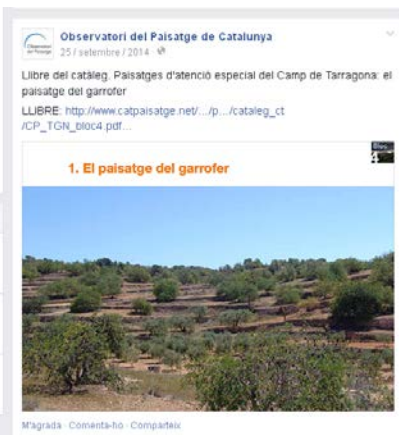 Observatori del Paisatge de Catalunya
25 / setembre / 2014 ·
Llibre del catàleg. Paisatges d'atenció especial del Camp de Tarragona: el
paisatge del garrofer
LLIBRE: http://www.catpaisatge.net/.../p.../cataleg_ct
/CP_TGN_bloc4.pdf...
Bloc
4
1. El paisatge del garrofer
M'agrada · Comenta-ho · Comparteix